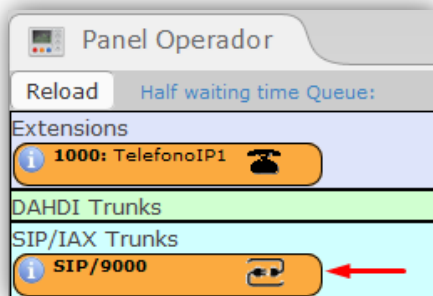 Panel Operador
Reload Half waiting time Queue:
Extensions
1000: TelefonoIP1
DAHDI Trunks
SIP/IAX Trunks
SIP/9000